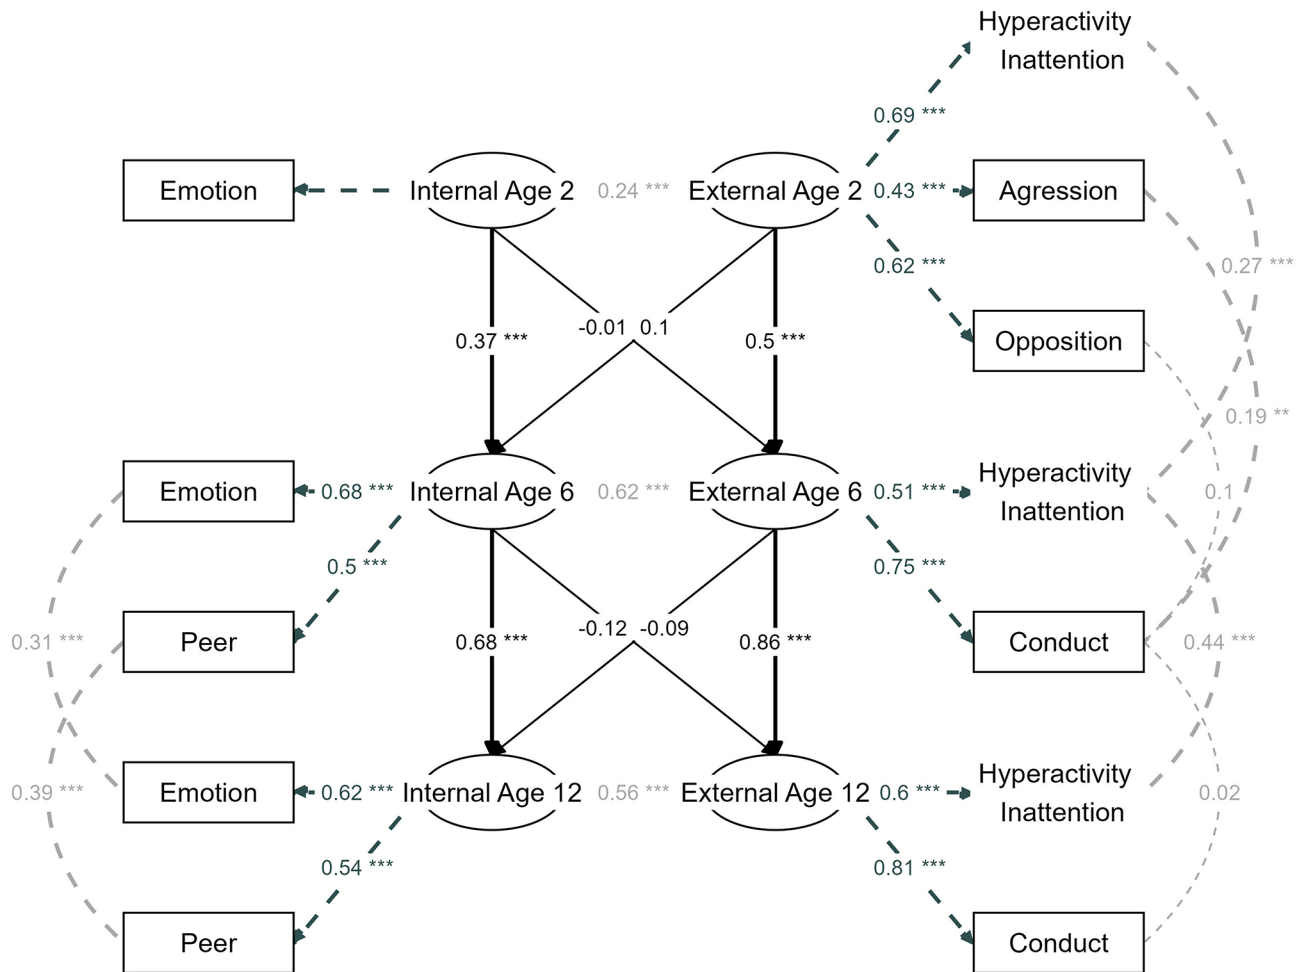 Hyperactivity
Inattention
0.69 ***
Emotion
Internal Age 2
0.24 ***
External Age 2
0.43 ***
Agression
0.62 ***
0.27 ***
-0.01
0.1
0.37 ***
0.5 ***
Opposition
0.19 **
Emotion
0.68 ***
Internal Age 6
0.62 ***
External Age 6
0.51 ***
Hyperactivity
Inattention
0.1
0.5 ***
0.75 ***
-0.12
-0.09
0.31 ***
Peer
0.68 ***
0.86 ***
Conduct
0.44 ***
0.39 ***
Emotion
0.62 ***
Internal Age 12
0.56 ***
External Age 12
0.6 ***
Hyperactivity
Inattention
0.02
0.54 ***
0.81 ***
Peer
Conduct